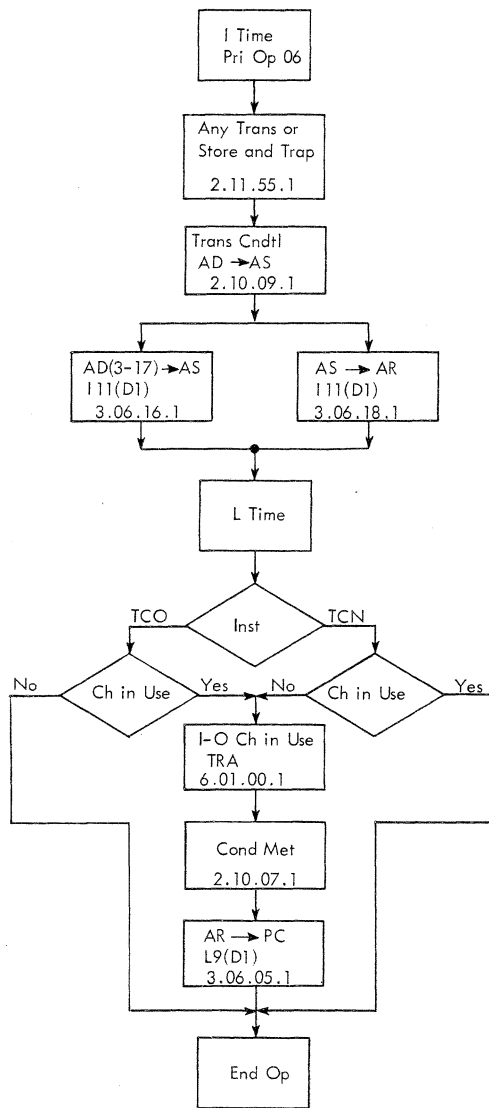 I Time
Pri Op 06
Any Trans or
Store and Trap
2.11.55.1
Trans Cndtl
AD → AS
2.10.09.1
AD(3-17) → AS
I11(D1)
3.06.16.1
AS → AR
I11(D1)
3.06.18.1
L Time
TCO
Inst
TCN
No
Ch in Use
Yes
No
Ch in Use
Yes
I-O Ch in Use
TRA
6.01.00.1
Cond Met
2.10.07.1
AR → PC
L9(D1)
3.06.05.1
End Op